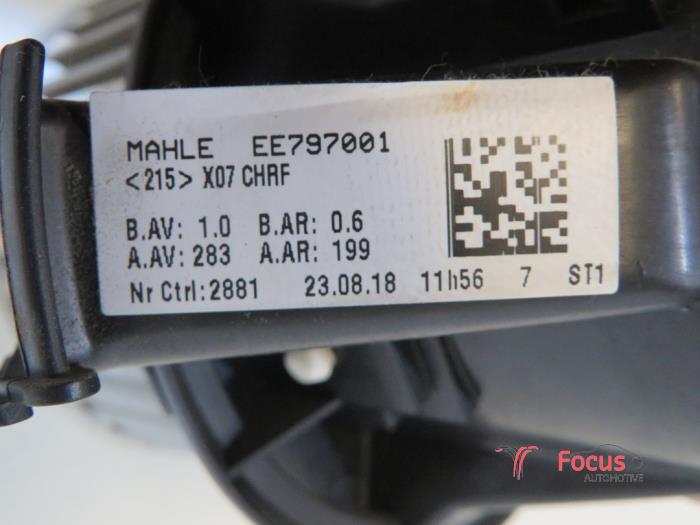 MAHLE EE797001
<215> X07 CHRF
B.AV: 1.0 B.AR: 0.6
A.AV: 283 A.AR: 199
Nr Ctrl:2881 23.08.18 11h56 7 ST1
Focus
AUTOMOTIVE